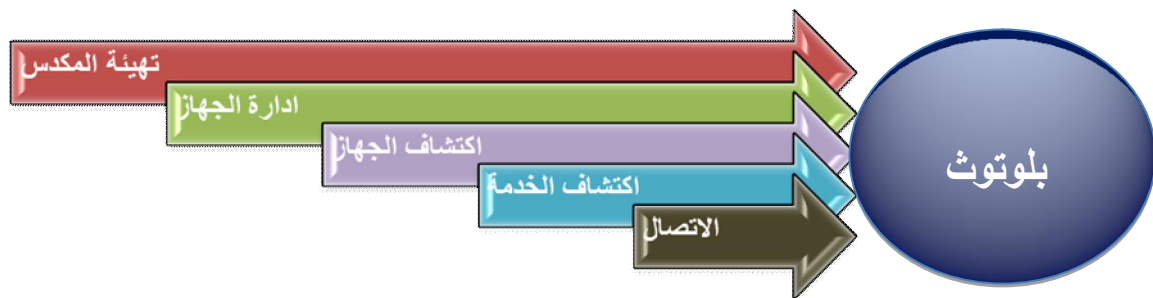 تهيئة المكدس
ادارة الجهاز
اكتشاف الجهاز
اكتشاف الخدمة
الاتصال
بلوتوث